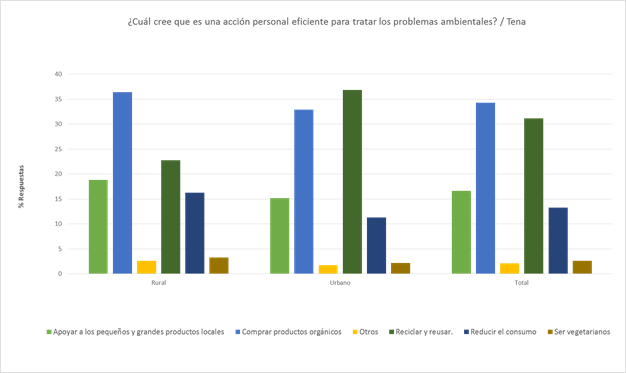 ¿Cuál cree que es una acción personal eficiente para tratar los problemas ambientales? / Tena
40
35
30
25
20
15
10
5
0
% Respuestas
Rural Urbano Total
Apoyar a los pequeños y grandes productos locales Comprar productos orgánicos Otros Reciclar y reusar. Reducir el consumo Ser vegetarianos